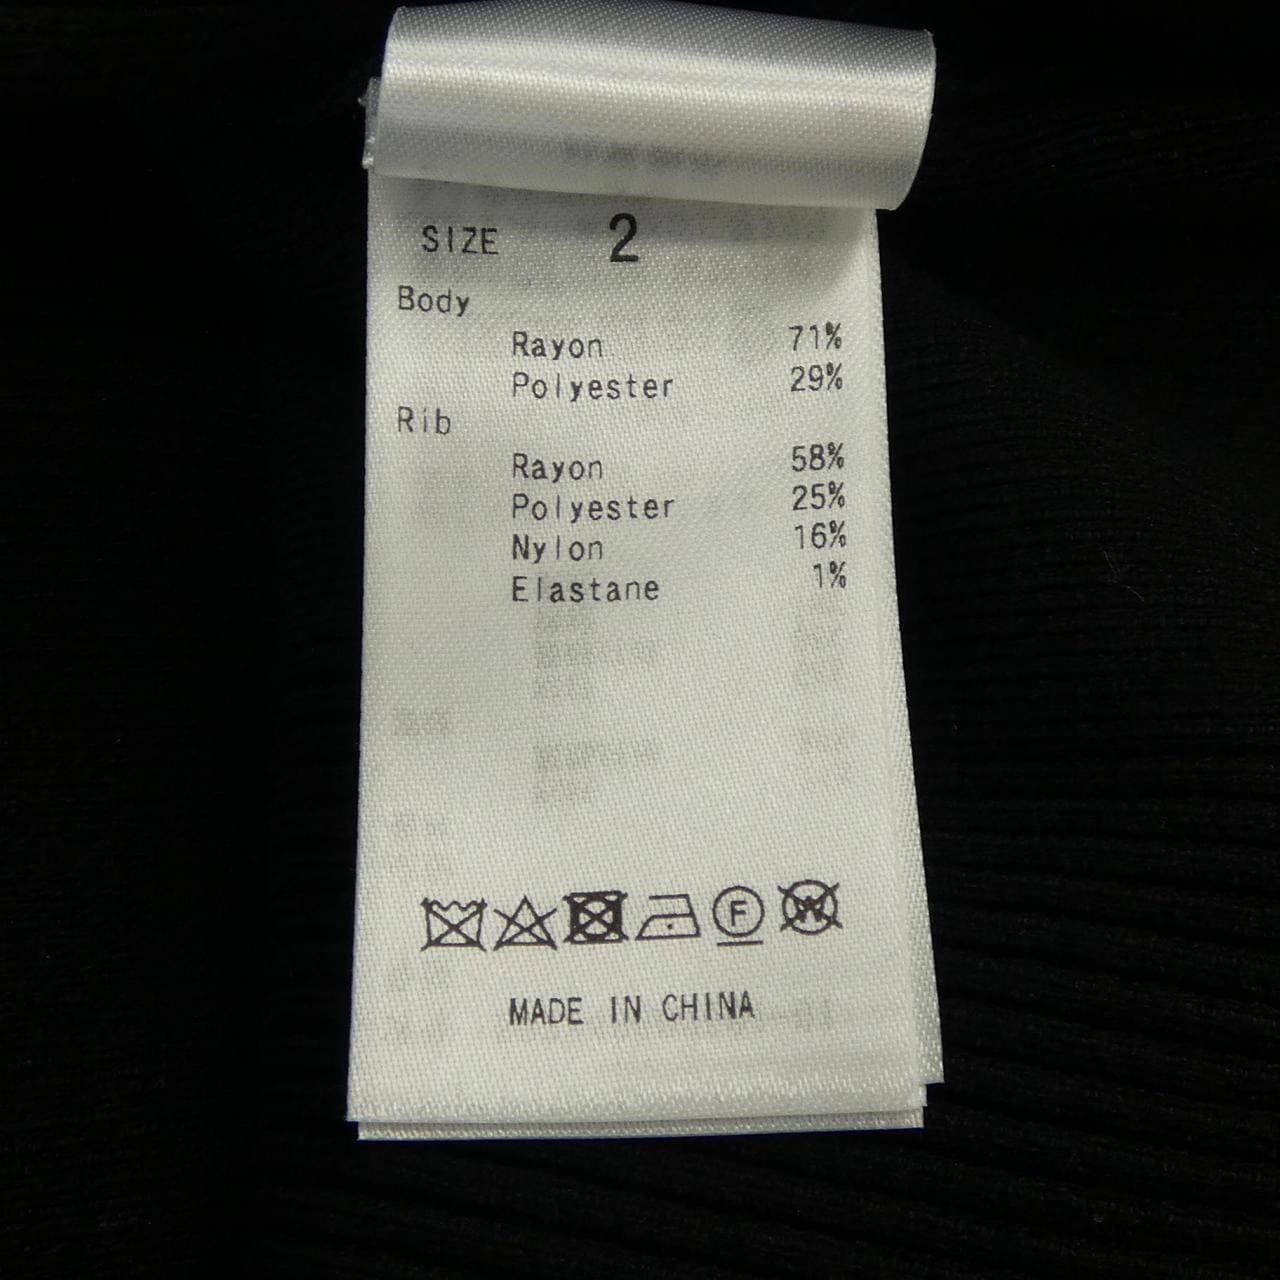 SIZE 2
Body
Rayon 71%
Polyester 29%
Rib
Rayon 58%
Polyester 25%
Nylon 16%
Elastane 1%
F W
MADE IN CHINA